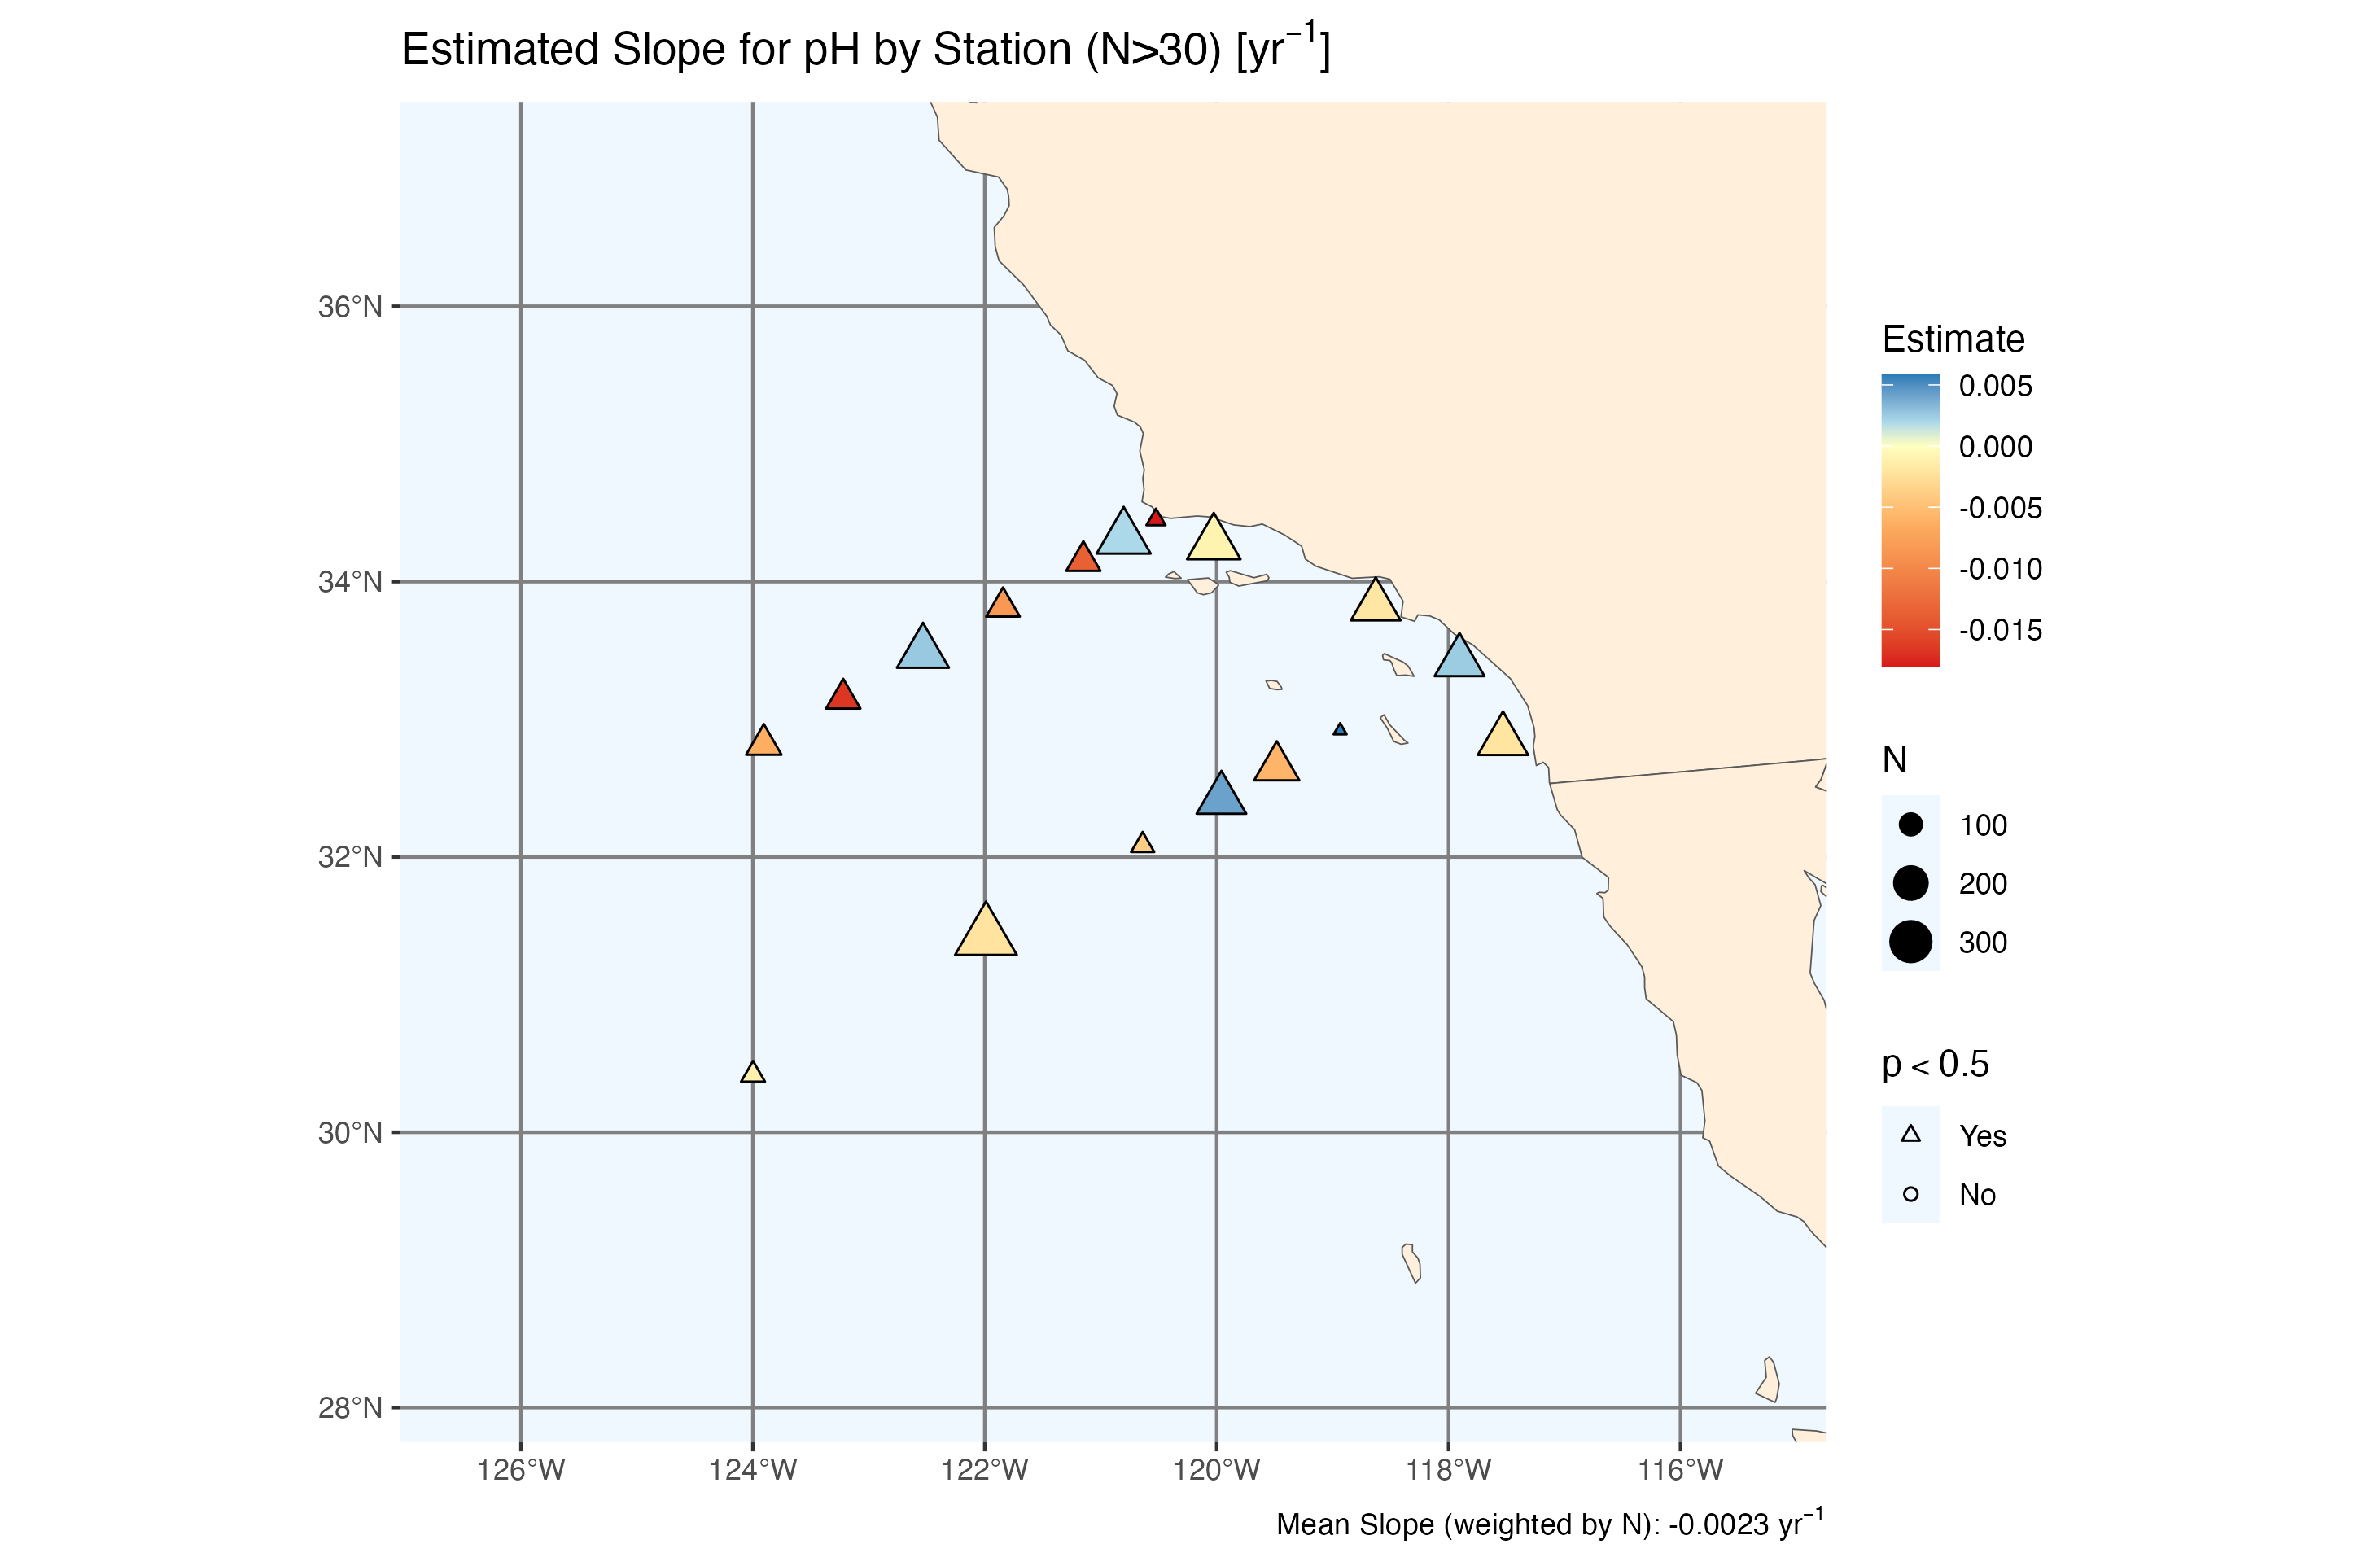 Estimated Slope for pH by Station (N>30) [yr⁻¹]
36°N
34°N
32°N
30°N
28°N
126°W 124°W 122°W 120°W 118°W 116°W
Mean Slope (weighted by N): -0.0023 yr⁻¹
Estimate
0.005
0.000
-0.005
-0.010
-0.015
N
100
200
300
p < 0.5
Yes
No